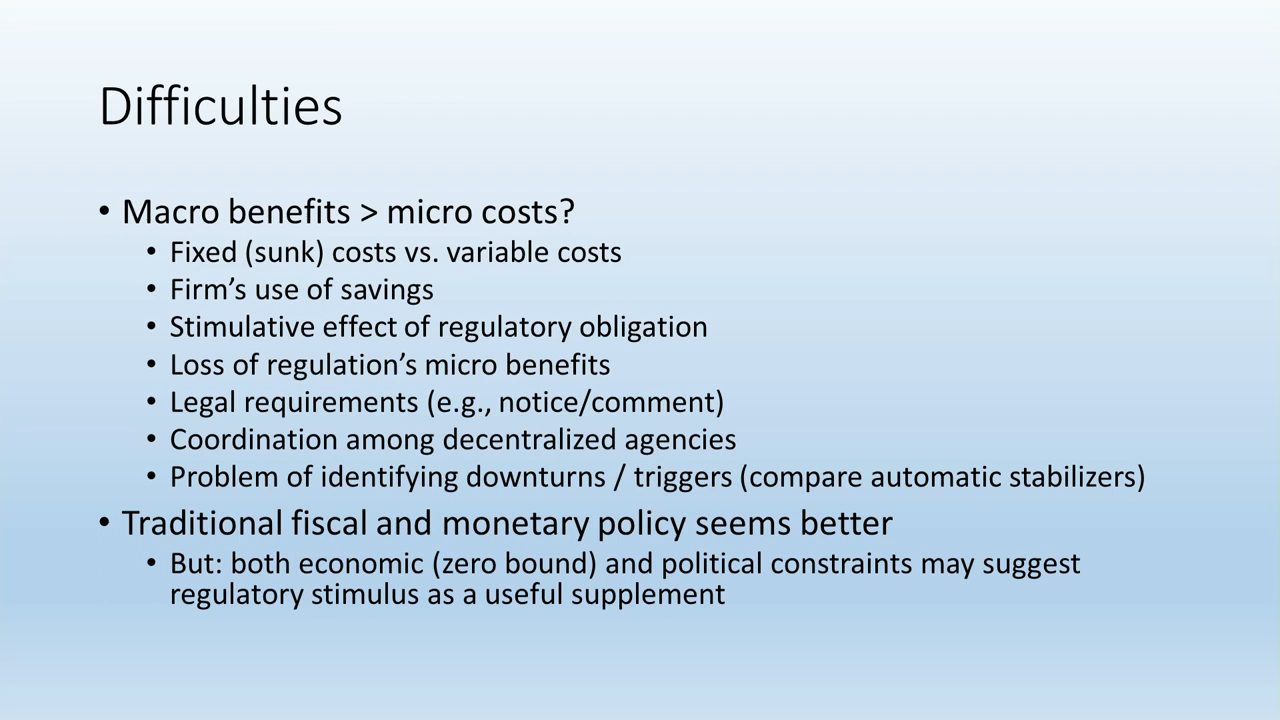 Difficulties
• Macro benefits > micro costs?
• Fixed (sunk) costs vs. variable costs
• Firm’s use of savings
• Stimulative effect of regulatory obligation
• Loss of regulation’s micro benefits
• Legal requirements (e.g., notice/comment)
• Coordination among decentralized agencies
• Problem of identifying downturns / triggers (compare automatic stabilizers)
• Traditional fiscal and monetary policy seems better
• But: both economic (zero bound) and political constraints may suggest
regulatory stimulus as a useful supplement